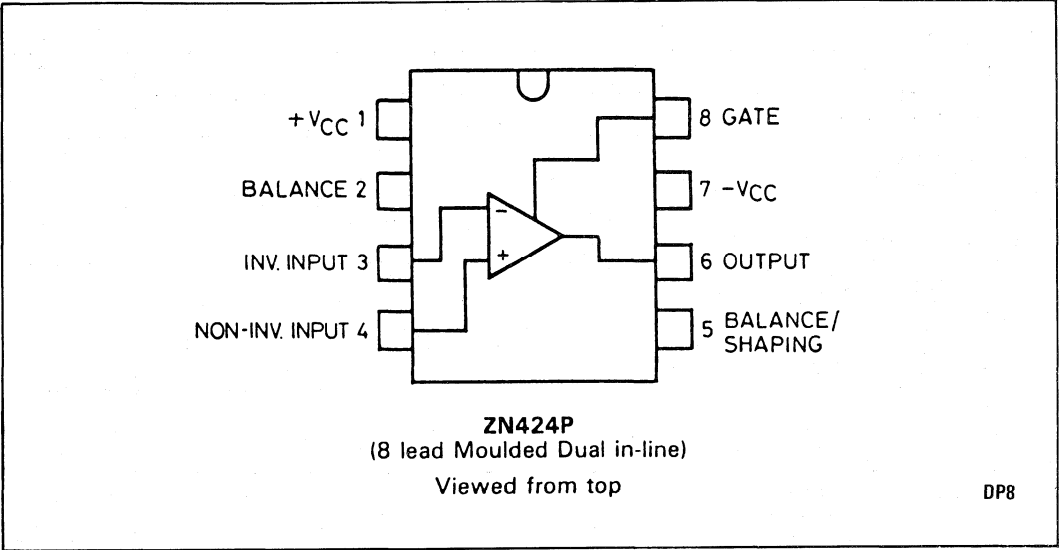 +VCC 1
BALANCE 2
INV. INPUT 3
NON-INV. INPUT 4
8 GATE
7 -VCC
6 OUTPUT
5 BALANCE/
SHAPING
-
+
ZN424P
(8 lead Moulded Dual in-line)
Viewed from top
DP8